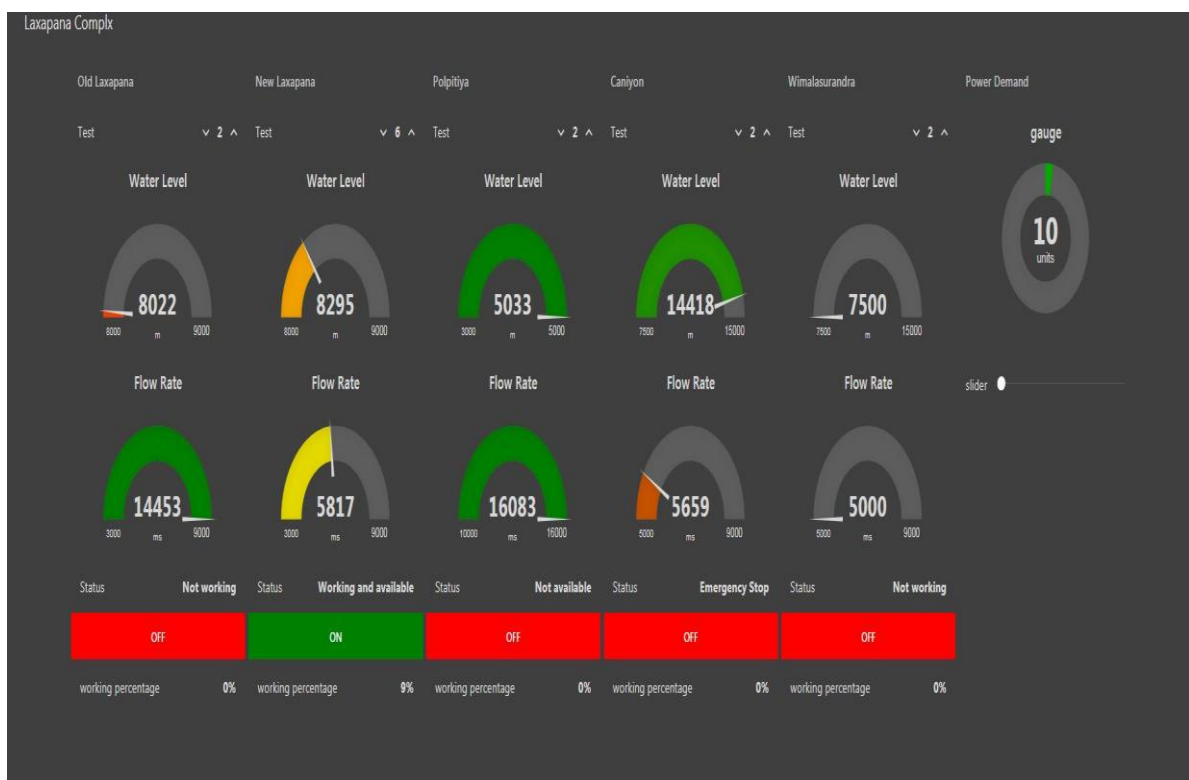 Laxapana Complx
Old Laxapana New Laxapana Polpitiya Caniyon Wimalasurandra Power Demand
Test 2 Test 6 Test 2 Test 2 Test 2 gauge
Water Level Water Level Water Level Water Level Water Level
10
units
8022 8295 5033 14418 7500
8000 m 9000 8000 m 9000 3000 m 5000 7500 m 15000 7500 m 15000
Flow Rate Flow Rate Flow Rate Flow Rate Flow Rate slider
14453 5817 16083 5659 5000
3000 ms 9000 3000 ms 9000 10000 ms 16000 5000 ms 9000 5000 ms 9000
Status Not working Status Working and available Status Not available Status Emergency Stop Status Not working
OFF ON OFF OFF OFF
working percentage 0% working percentage 9% working percentage 0% working percentage 0% working percentage 0%